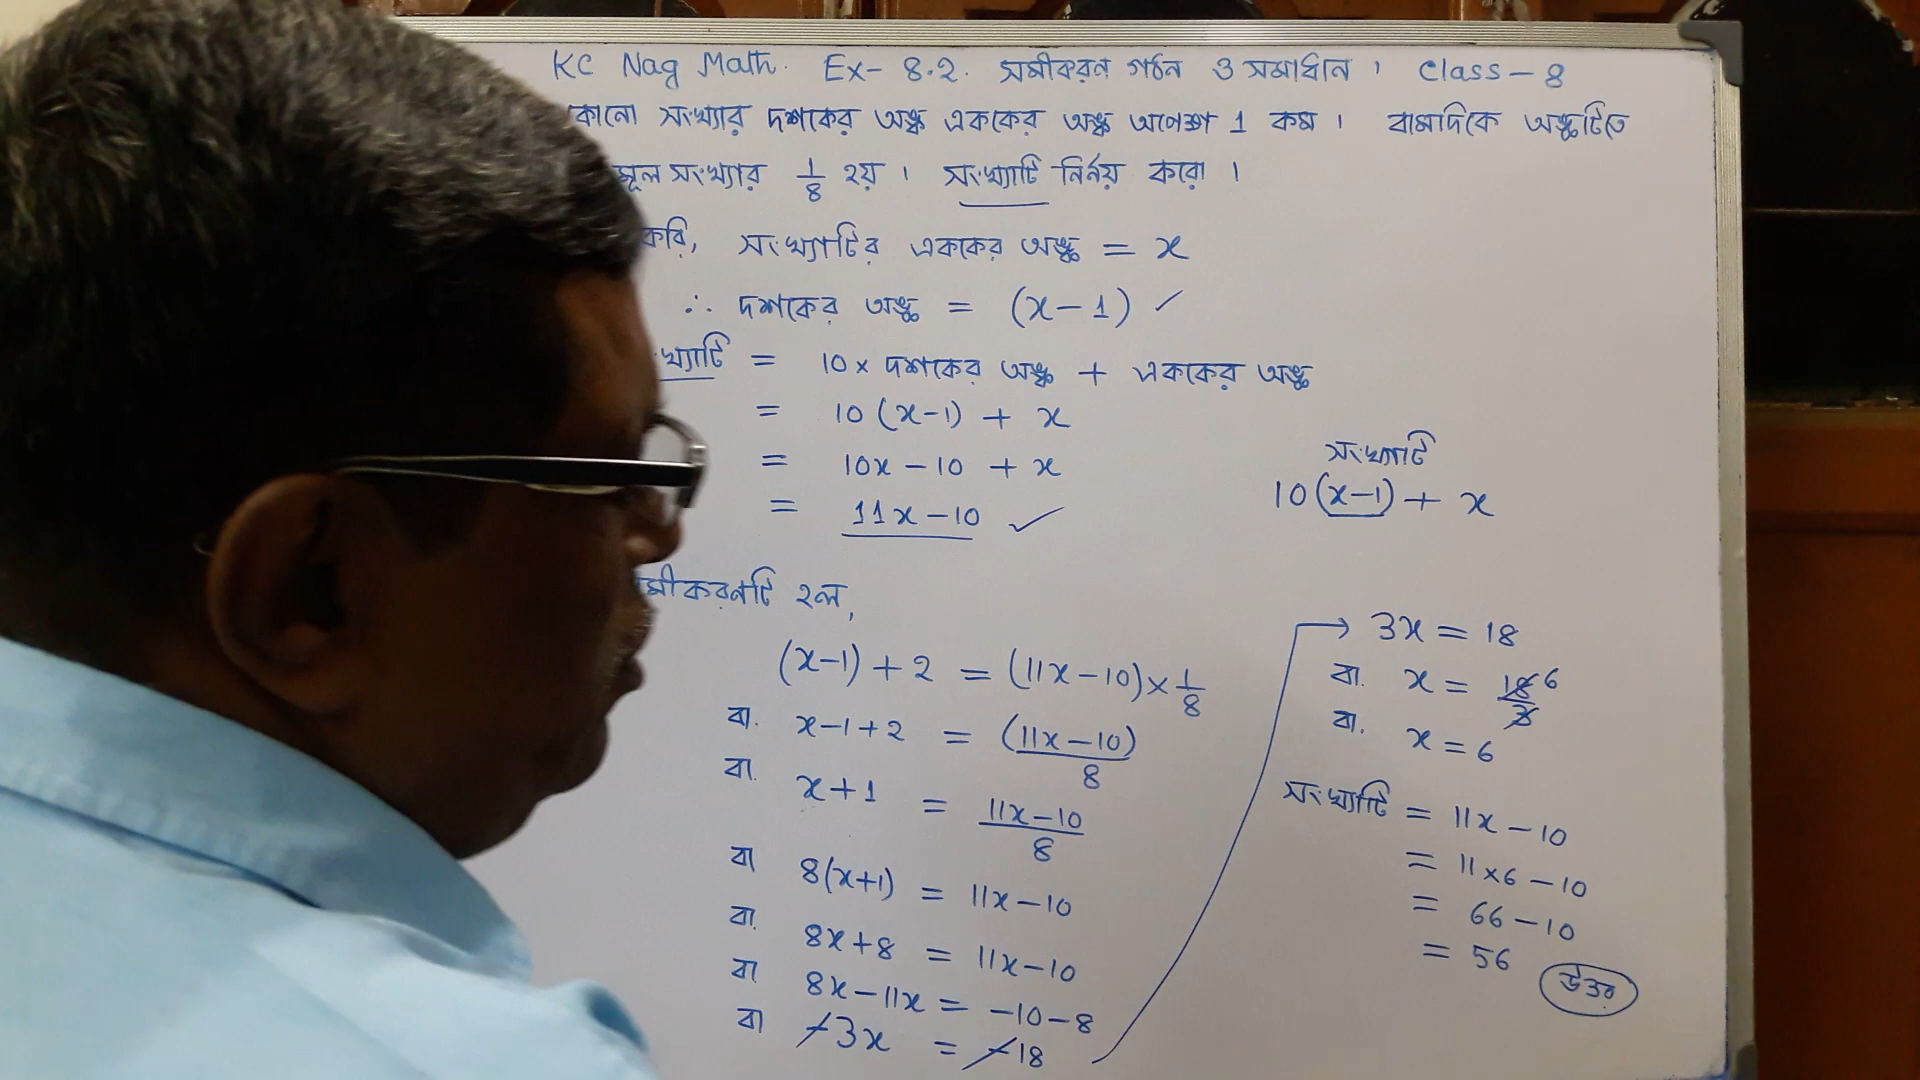 KC Nag Math. Ex- 8.2. সমীকরণ গঠন ও সমাধান। Class - 8
সংখ্যার দশকের অঙ্ক এককের অঙ্ক অপেক্ষা 1 কম। বামদিকে অঙ্কটিতে
মূল সংখ্যার 1/8 হয়। সংখ্যাটি নির্নয় করো।
করি, সংখ্যাটির এককের অঙ্ক = x
∴ দশকের অঙ্ক = (x-1) ✓
খ্যাটি = 10 x দশকের অঙ্ক + এককের অঙ্ক
= 10 (x-1) + x
= 10x - 10 + x
= 11x - 10 ✓
সংখ্যাটি
10(x-1) + x
মীকরনটি হল,
(x-1) + 2 = (11x - 10) x 1/8
বা. x-1+2 = (11x-10)/8
বা. x+1 = 11x-10/8
বা 8(x+1) = 11x-10
বা. 8x+8 = 11x-10
বা 8x-11x = -10-8
বা -3x = -18
→ 3x = 18
বা. x = 18/3 6
বা. x = 6
সংখ্যাটি = 11x - 10
= 11x6 - 10
= 66 - 10
= 56 উত্তর